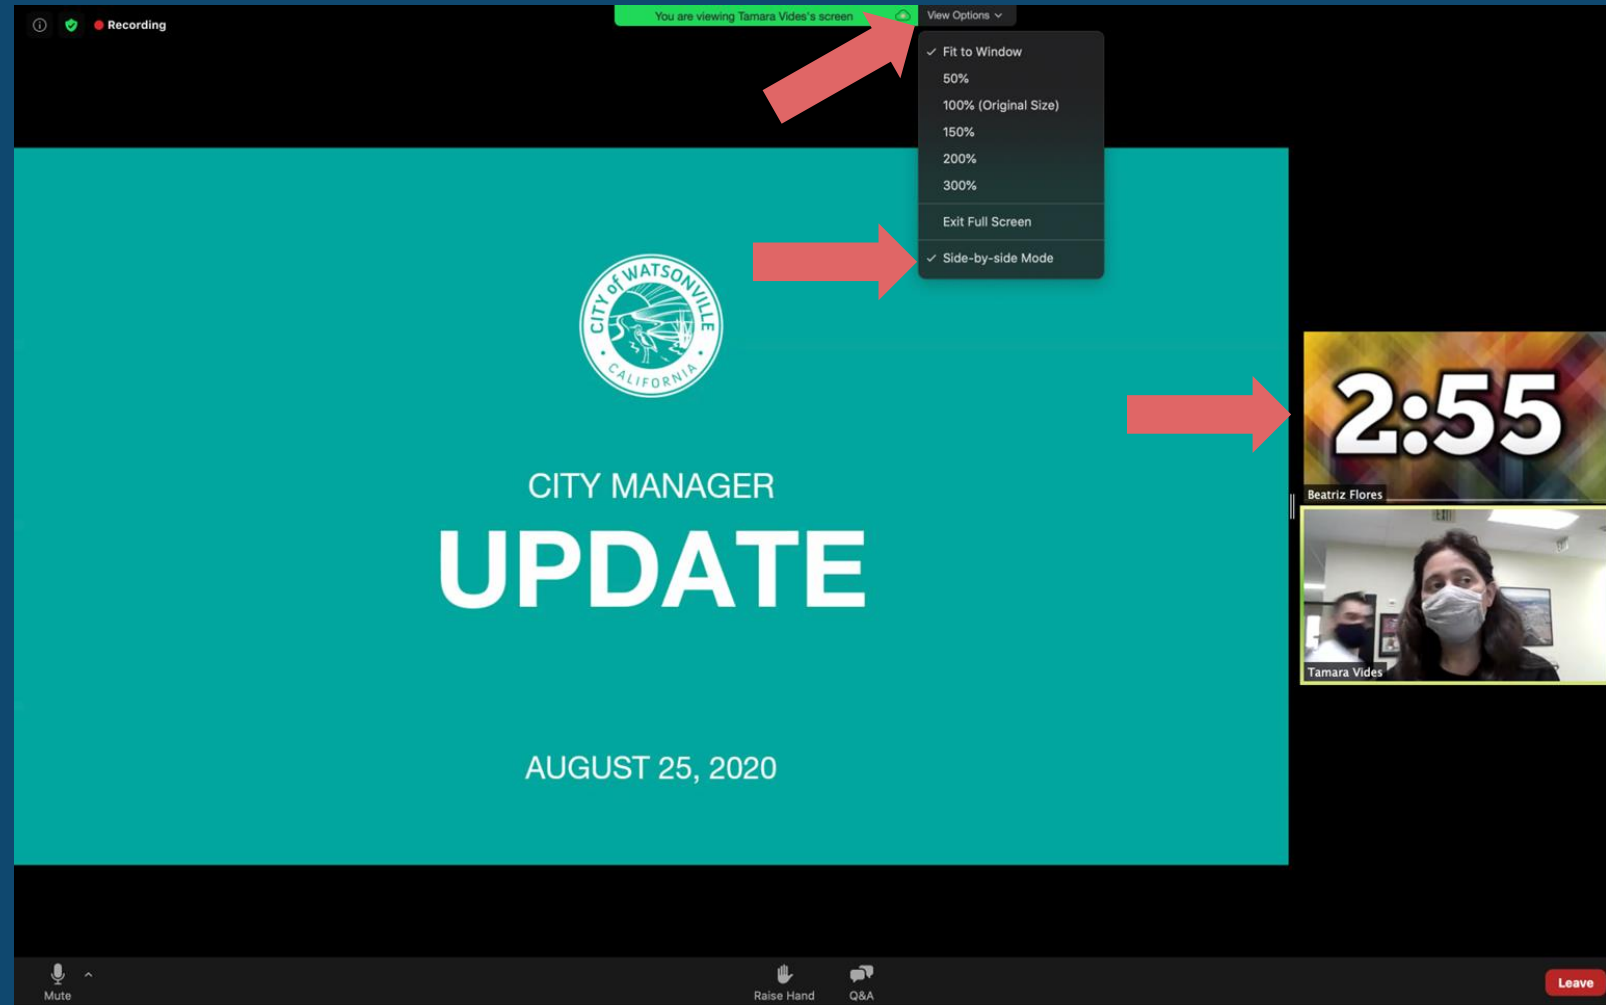 Recording
You are viewing Tamara Vides's screen
View Options
Fit to Window
50%
100% (Original Size)
150%
200%
300%
Exit Full Screen
Side-by-side Mode
CITY of WATSONVILLE
CALIFORNIA
CITY MANAGER
UPDATE
AUGUST 25, 2020
2:55
Beatriz Flores
Tamara Vides
Mute
Raise Hand
Q&A
Leave